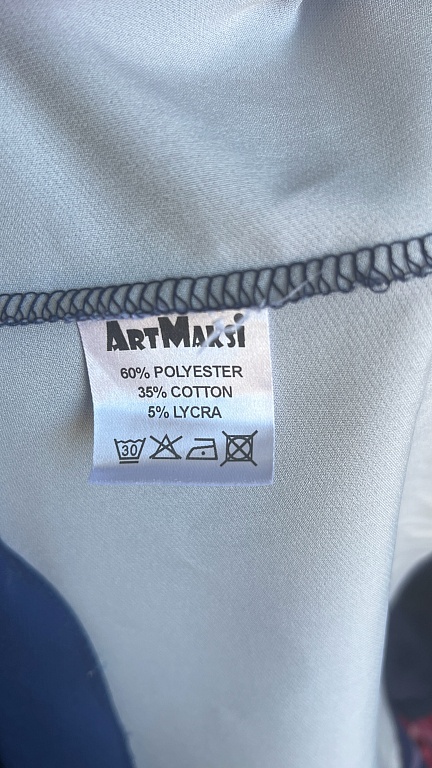 ARTMAKSI
60% POLYESTER
35% COTTON
5% LYCRA
30